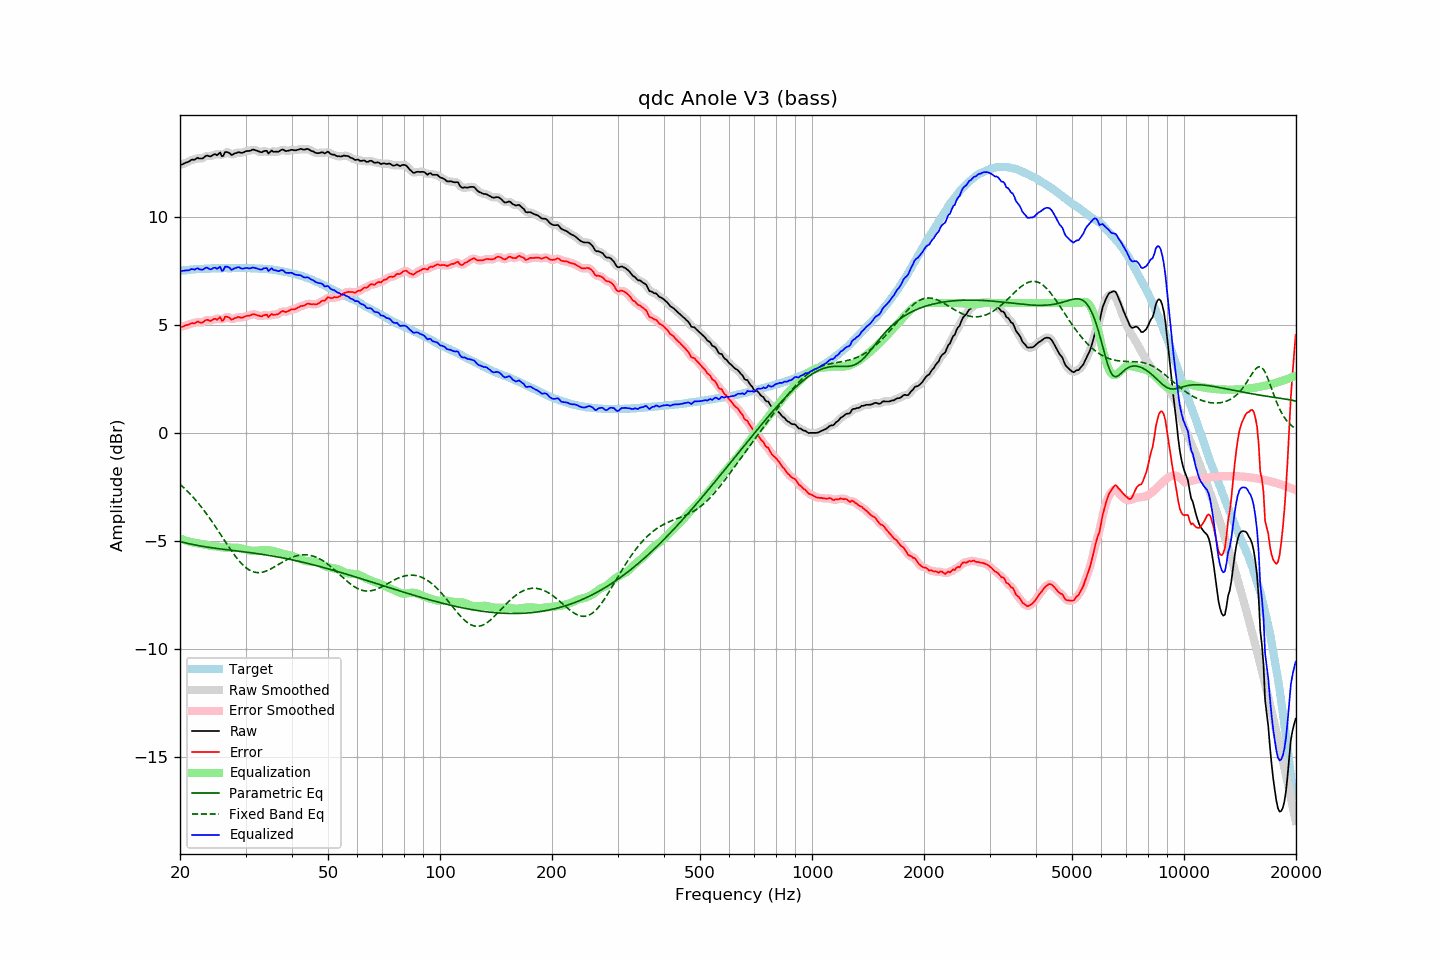 qdc Anole V3 (bass)
Amplitude (dBr)
10
5
0
−5
−10
−15
Target
Raw Smoothed
Error Smoothed
Raw
Error
Equalization
Parametric Eq
Fixed Band Eq
Equalized
20 50 100 200 500 1000 2000 5000 10000 20000
Frequency (Hz)